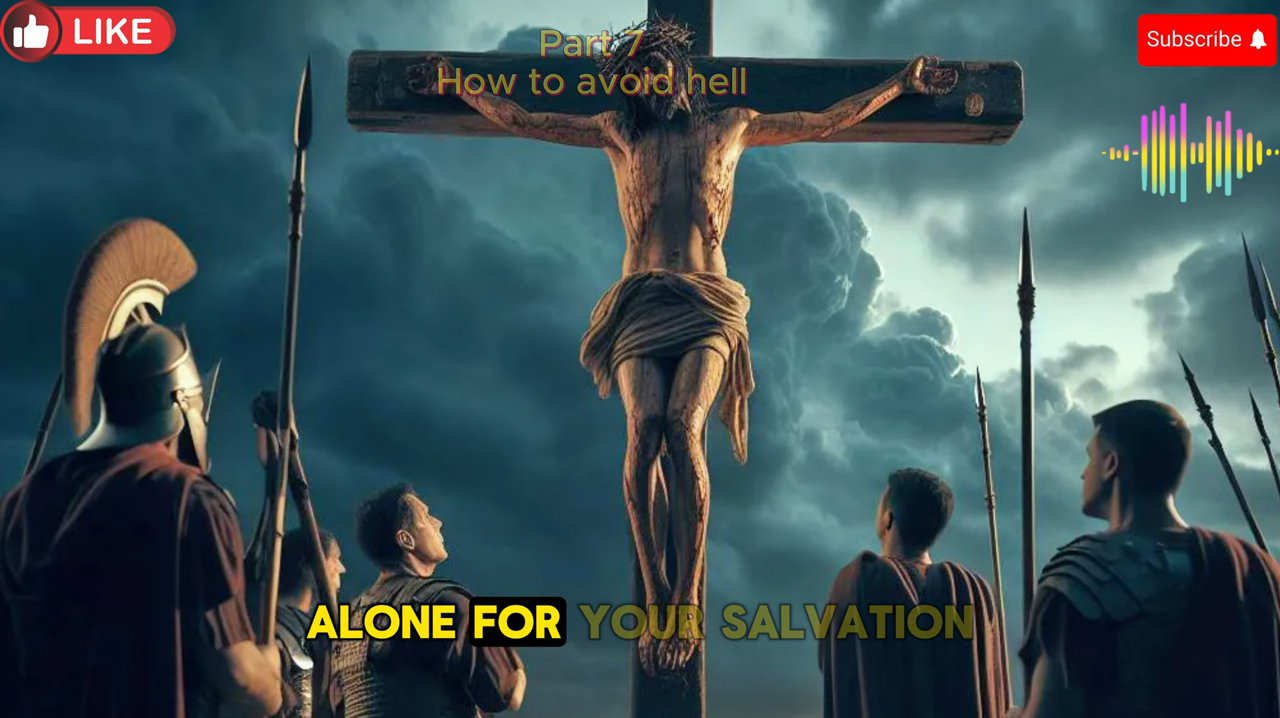 LIKE
Part 7
How to avoid hell
Subscribe
ALONE FOR YOUR SALVATION